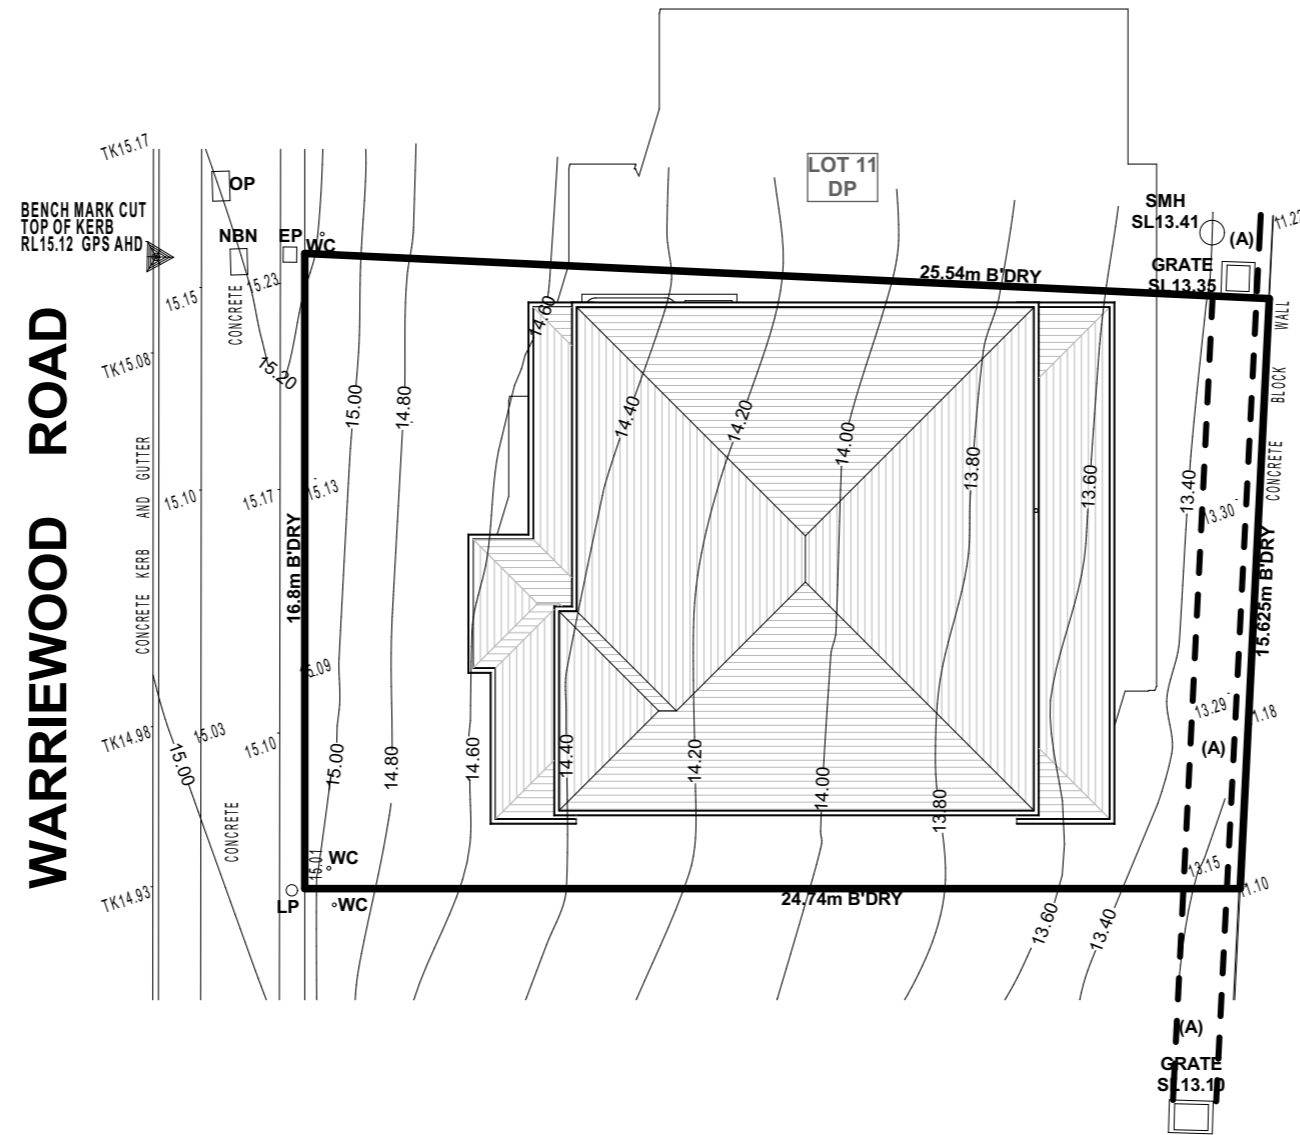 TK15.17
OP
LOT 11
DP
BENCH MARK CUT
TOP OF KERB
RL15.12 GPS AHD
NBN
EP
WC
SMH
SL13.41
(A)
GRATE
SL13.35
25.54m B'DRY
15.23
15.15
CONCRETE
TK15.08
15.20
14.60
WALL
BLOCK
CONCRETE
15.00
14.80
14.40
14.20
14.00
13.80
13.60
13.40
13.30
WARRIEWOOD ROAD
CONCRETE KERB AND GUTTER
15.10
15.17
15.13
16.8m B'DRY
15.625m B'DRY
15.09
13.29
(A)
TK14.98
15.00
15.03
15.10
15.00
14.80
14.60
14.40
14.20
14.00
13.80
CONCRETE
15.01
WC
13.15
TK14.93
LP
WC
24.74m B'DRY
13.60
13.40
(A)
GRATE
SL13.10